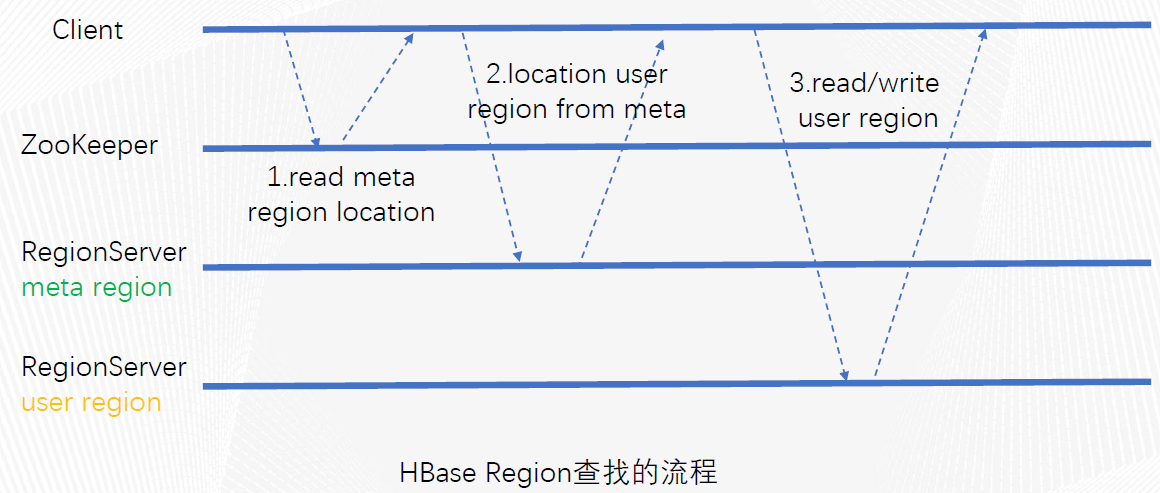 Client
2.location user
region from meta
3.read/write
user region
ZooKeeper
1.read meta
region location
RegionServer
meta region
RegionServer
user region
HBase Region查找的流程